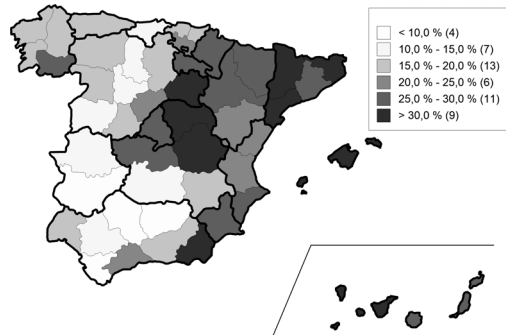 < 10,0 % (4)
10,0 % - 15,0 % (7)
15,0 % - 20,0 % (13)
20,0 % - 25,0 % (6)
25,0 % - 30,0 % (11)
> 30,0 % (9)